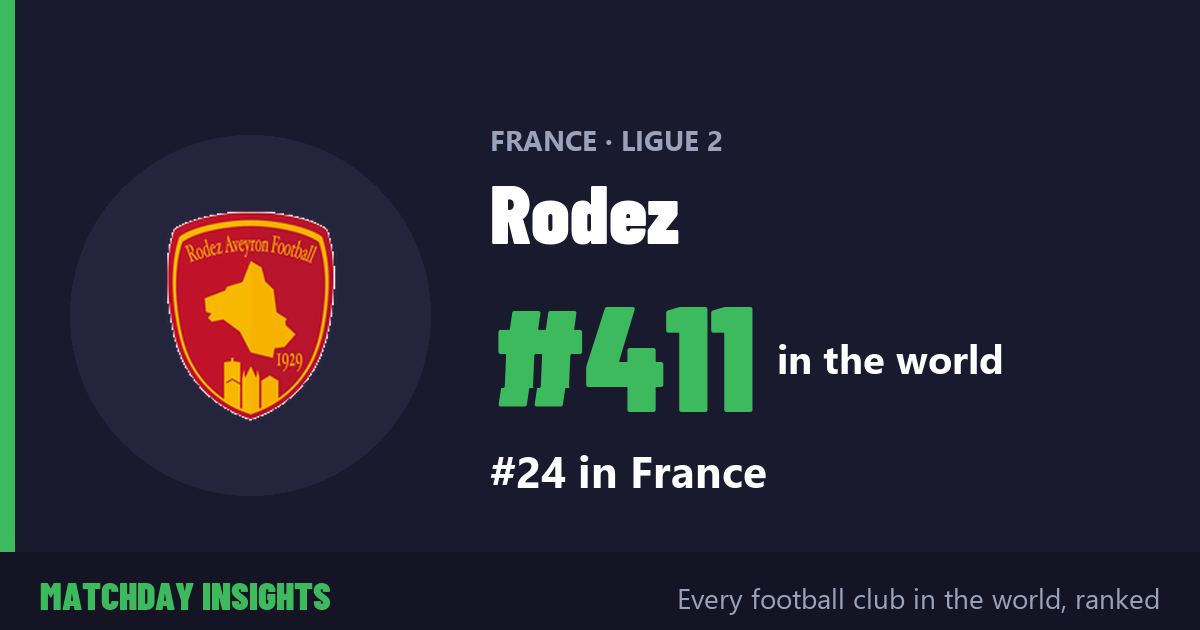 FRANCE · LIGUE 2
Rodez
Rodez Aveyron Football
1929
#411 in the world
#24 in France
MATCHDAY INSIGHTS
Every football club in the world, ranked